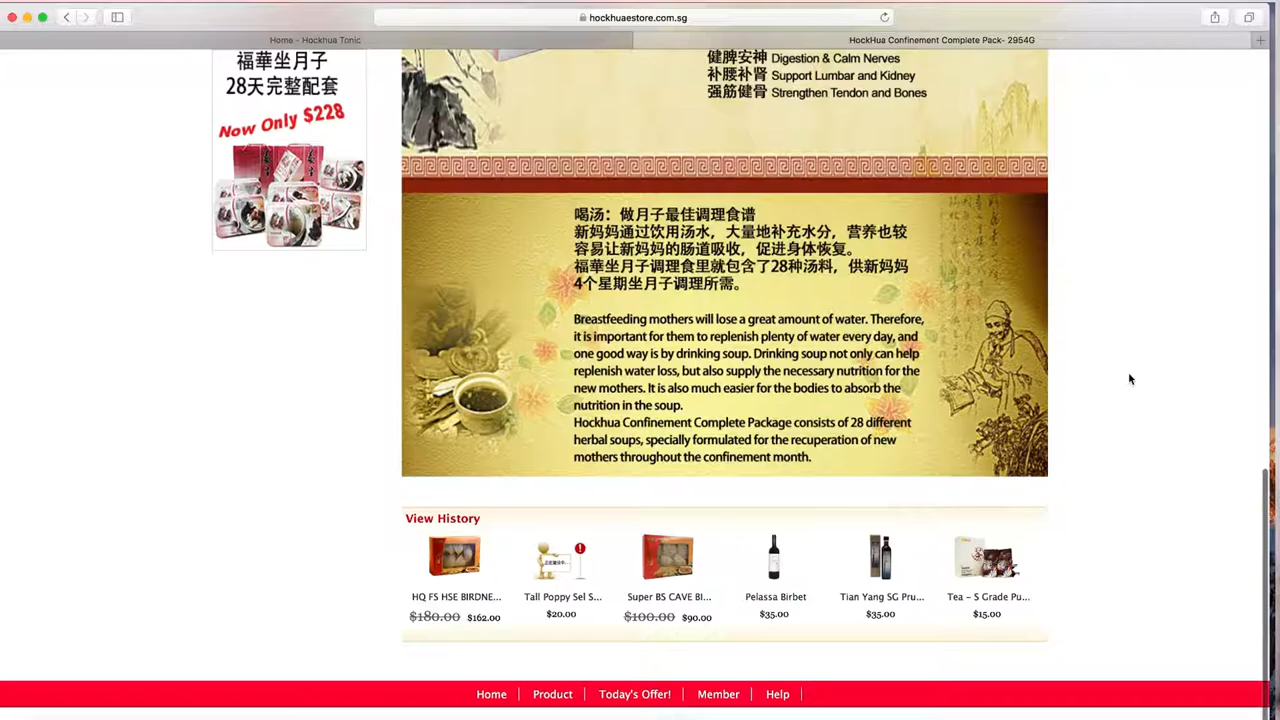 hockhuaestore.com.sg
Home - Hockhua Tonic
HockHua Confinement Complete Pack- 2954G
福華坐月子
28天完整配套
Now Only $228
健脾安神 Digestion & Calm Nerves
补腰补肾 Support Lumbar and Kidney
强筋健骨 Strengthen Tendon and Bones
喝汤：做月子最佳调理食谱
新妈妈通过饮用汤水，大量地补充水分，营养也较
容易让新妈妈的肠道吸收，促进身体恢复。
福華坐月子调理食里就包含了28种汤料，供新妈妈
4个星期坐月子调理所需。
Breastfeeding mothers will lose a great amount of water. Therefore,
it is important for them to replenish plenty of water every day, and
one good way is by drinking soup. Drinking soup not only can help
replenish water loss, but also supply the necessary nutrition for the
new mothers. It is also much easier for the bodies to absorb the
nutrition in the soup.
Hockhua Confinement Complete Package consists of 28 different
herbal soups, specially formulated for the recuperation of new
mothers throughout the confinement month.
View History
HQ FS HSE BIRDNE...
$180.00 $162.00
Tall Poppy Sel S...
$20.00
Super BS CAVE BI...
$100.00 $90.00
Pelassa Birbet
$35.00
Tian Yang SG Pru...
$35.00
Tea - S Grade Pu...
$15.00
Home
Product
Today's Offer!
Member
Help